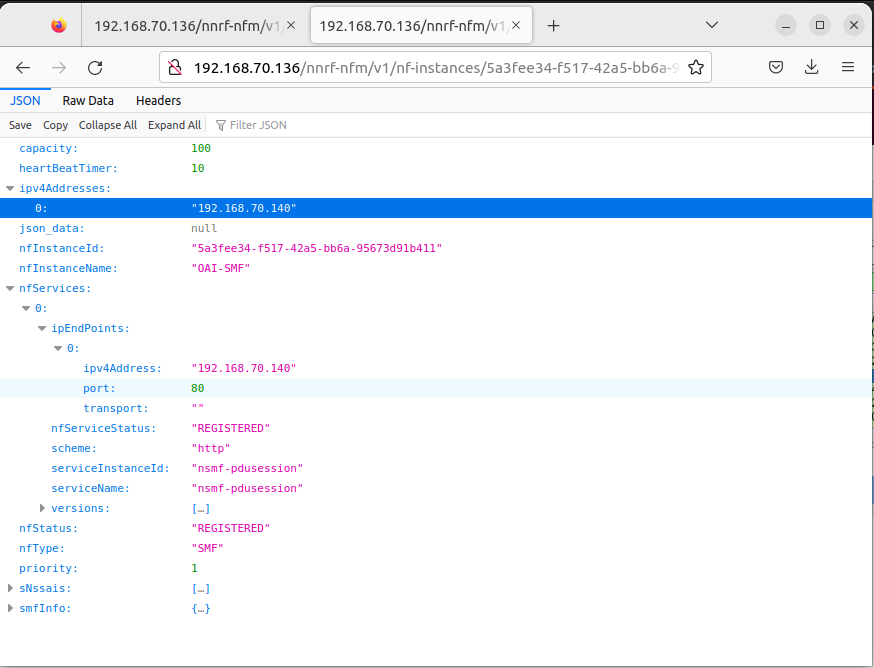 192.168.70.136/nnrf-nfm/v1/ 192.168.70.136/nnrf-nfm/v1/
192.168.70.136/nnrf-nfm/v1/nf-instances/5a3fee34-f517-42a5-bb6a-9
JSON Raw Data Headers
Save Copy Collapse All Expand All Filter JSON
capacity: 100
heartBeatTimer: 10
ipv4Addresses:
0: "192.168.70.140"
json_data: null
nfInstanceId: "5a3fee34-f517-42a5-bb6a-95673d91b411"
nfInstanceName: "OAI-SMF"
nfServices:
0:
ipEndPoints:
0:
ipv4Address: "192.168.70.140"
port: 80
transport: ""
nfServiceStatus: "REGISTERED"
scheme: "http"
serviceInstanceId: "nsmf-pdusession"
serviceName: "nsmf-pdusession"
versions: […]
nfStatus: "REGISTERED"
nfType: "SMF"
priority: 1
sNssais: […]
smfInfo: {…}